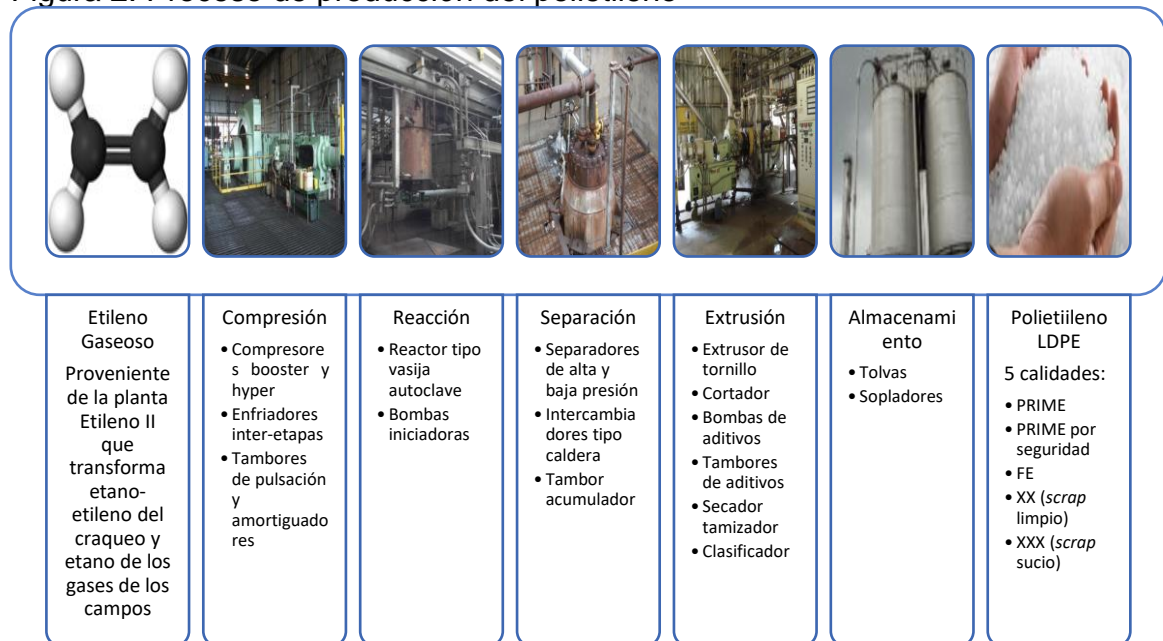 Figura 2. Proceso de producción del polietileno
Etileno
Gaseoso
Proveniente
de la planta
Etileno II
que
transforma
etano-
etileno del
craqueo y
etano de los
gases de los
campos
Compresión
• Compresore
s booster y
hyper
• Enfriadores
inter-etapas
• Tambores
de pulsación
y
amortiguado
res
Reacción
• Reactor tipo
vasija
autoclave
• Bombas
iniciadoras
Separación
• Separadores
de alta y
baja presión
• Intercambia
dores tipo
caldera
• Tambor
acumulador
Extrusión
• Extrusor de
tornillo
• Cortador
• Bombas de
aditivos
• Tambores
de aditivos
• Secador
tamizador
• Clasificador
Almacenami
ento
• Tolvas
• Sopladores
Polietiileno
LDPE
5 calidades:
• PRIME
• PRIME por
seguridad
• FE
• XX (scrap
limpio)
• XXX (scrap
sucio)